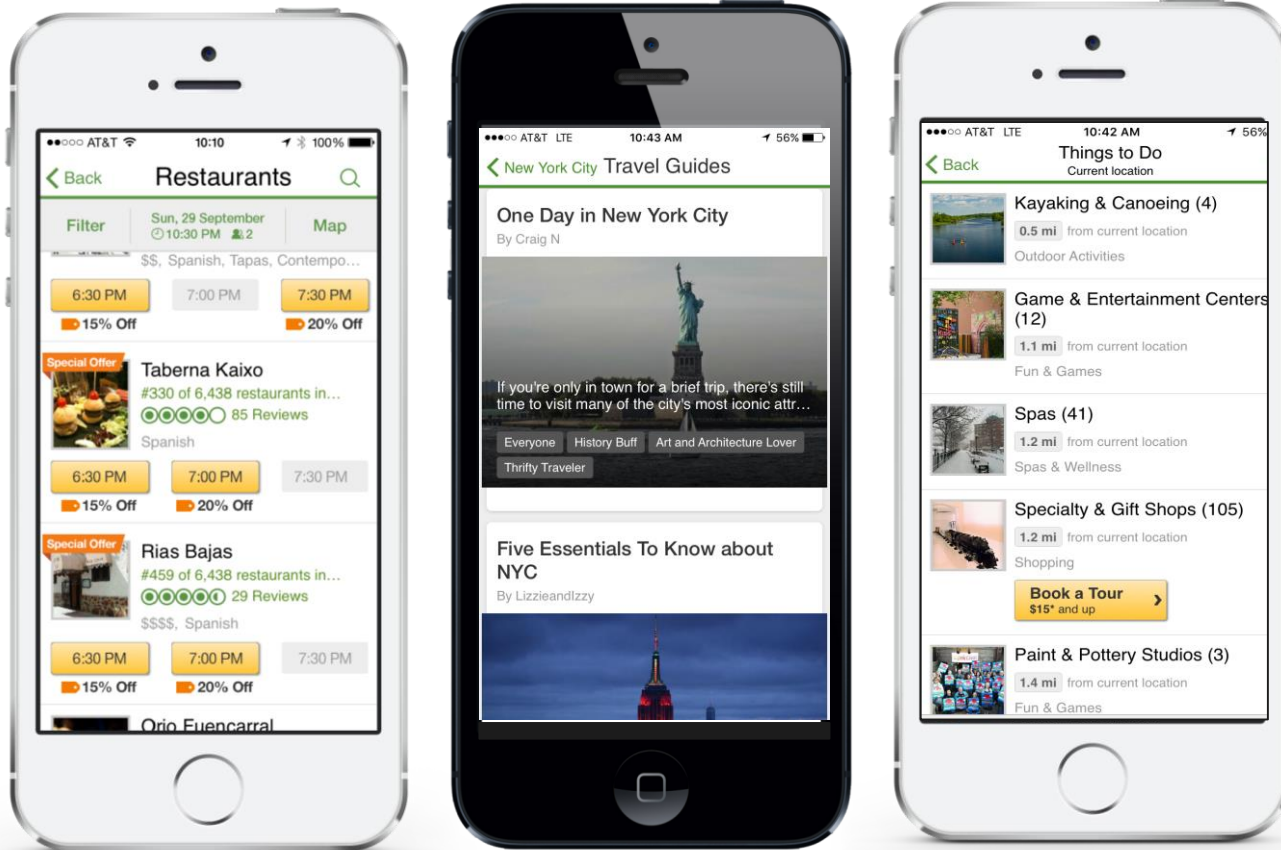 AT&T
10:10
100%
Back
Restaurants
Filter
Sun, 29 September
10:30 PM 2
Map
$$, Spanish, Tapas, Contempo...
6:30 PM
7:00 PM
7:30 PM
15% Off
20% Off
Special Offer
Taberna Kaixo
#330 of 6,438 restaurants in...
85 Reviews
Spanish
6:30 PM
7:00 PM
7:30 PM
15% Off
20% Off
Special Offer
Rias Bajas
#459 of 6,438 restaurants in...
29 Reviews
$$$$, Spanish
6:30 PM
7:00 PM
7:30 PM
15% Off
20% Off
Orio Fuencarral
AT&T LTE
10:43 AM
56%
New York City
Travel Guides
One Day in New York City
By Craig N
If you're only in town for a brief trip, there's still
time to visit many of the city's most iconic attr...
Everyone
History Buff
Art and Architecture Lover
Thrifty Traveler
Five Essentials To Know about
NYC
By LizzieandIzzy
AT&T LTE
10:42 AM
56%
Back
Things to Do
Current location
Kayaking & Canoeing (4)
0.5 mi from current location
Outdoor Activities
Game & Entertainment Centers
(12)
1.1 mi from current location
Fun & Games
Spas (41)
1.2 mi from current location
Spas & Wellness
Specialty & Gift Shops (105)
1.2 mi from current location
Shopping
Book a Tour
$15* and up
Paint & Pottery Studios (3)
1.4 mi from current location
Fun & Games